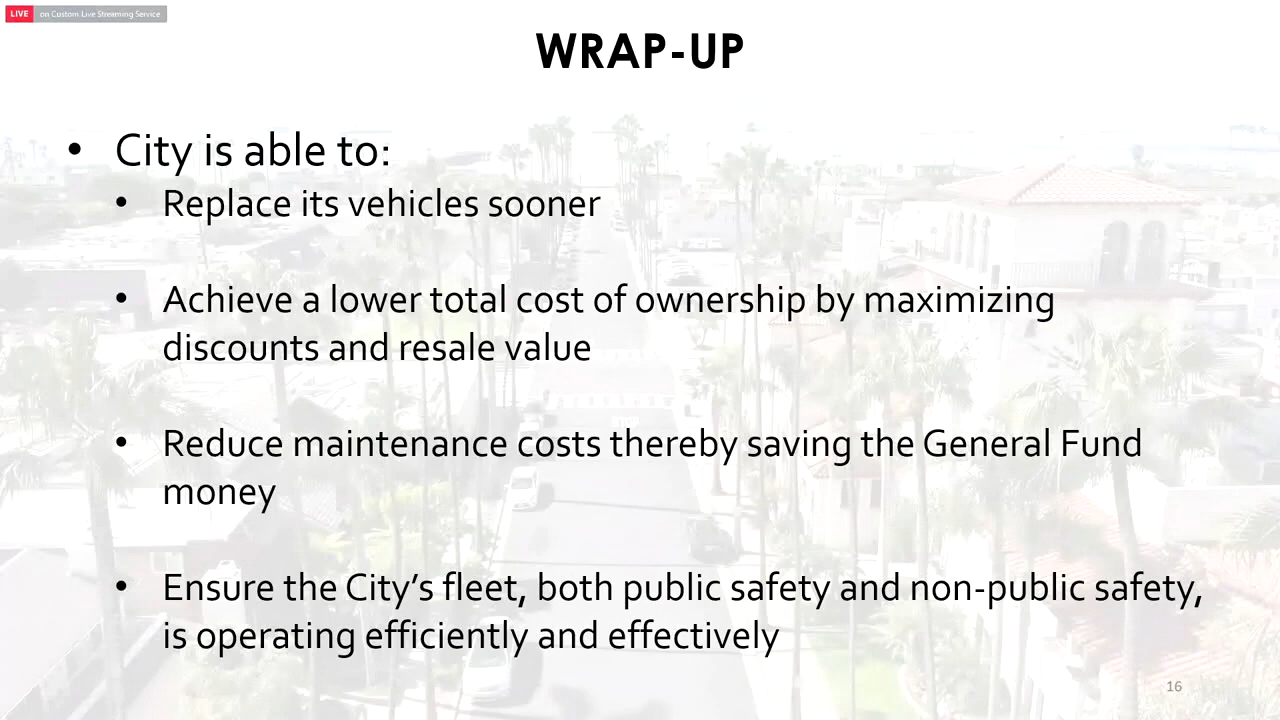 LIVE on Custom Live Streaming Service
WRAP-UP
• City is able to:
• Replace its vehicles sooner
• Achieve a lower total cost of ownership by maximizing
discounts and resale value
• Reduce maintenance costs thereby saving the General Fund
money
• Ensure the City’s fleet, both public safety and non-public safety,
is operating efficiently and effectively
16